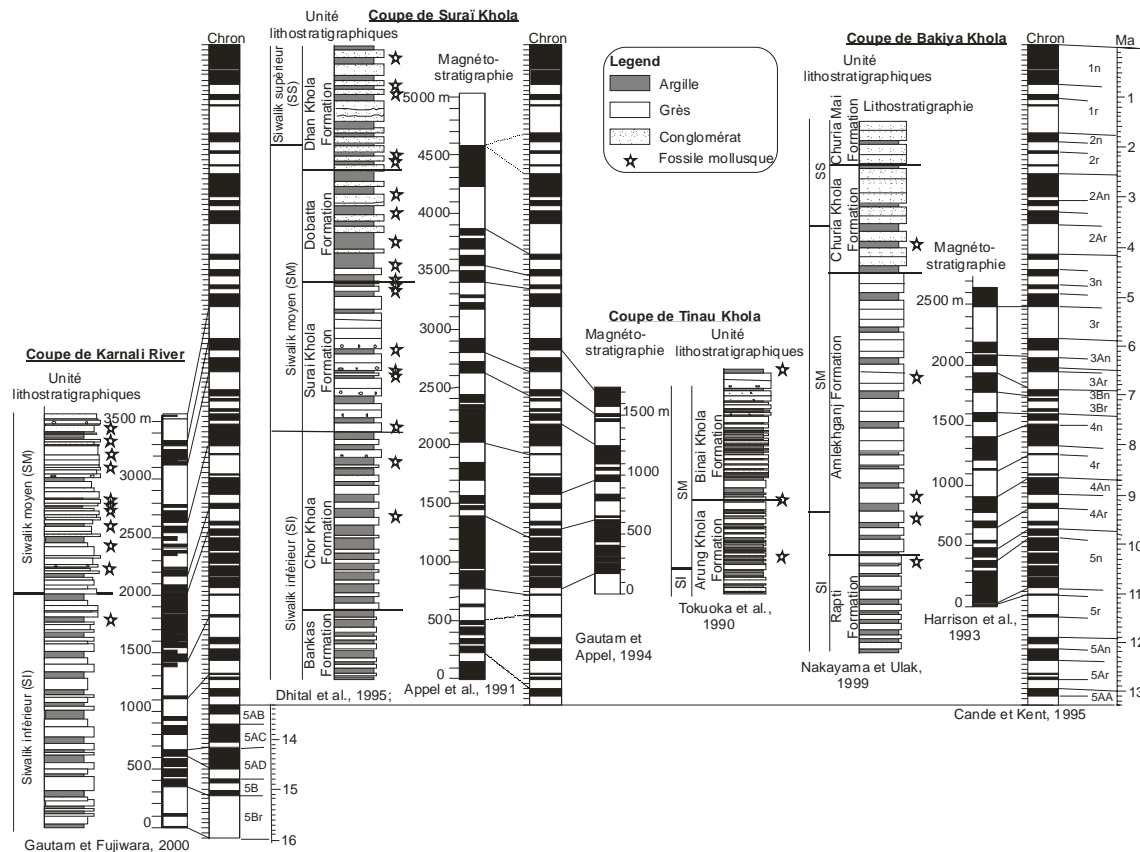 Coupe de Suraï Khola
Unité
lithostratigraphiques
Chron
Magnéto-
stratigraphie
Chron
Legend
Argille
Grès
Conglomérat
Fossile mollusque
Coupe de Bakiya Khola
Unité
lithostratigraphiques
Lithostratigraphie
Chron
Ma
Siwalik supèrieur
(SS)
Dhan Khola
Formation
Siwalik moyen (SM)
Dobatta
Formation
Surai Khola
Formation
Siwalik inférieur (SI)
Chor Khola
Formation
Bankas
Formation
5000 m
4500
4000
3500
3000
2500
2000
1500
1000
500
0
Dhital et al., 1995;
Appel et al., 1991
Coupe de Karnali River
Unité
lithostratigraphiques
Siwalik moyen (SM)
Siwalik inférieur (SI)
3500 m
3000
2500
2000
1500
1000
500
0
Gautam et Fujiwara, 2000
5AB
5AC
5AD
5B
5Br
14
15
16
Coupe de Tinau Khola
Magnéto-
stratigraphie
Unité
lithostratigraphiques
1500 m
1000
500
0
SM
SI
Binai Khola
Formation
Arung Khola
Formation
Gautam et
Appel, 1994
Tokuoka et al.,
1990
SS
SM
SI
Churia Mai
Formation
Churia Khola
Formation
Amlekhganj Formation
Rapti
Formation
Magnéto-
stratigraphie
2500 m
2000
1500
1000
500
0
Harrison et al.,
1993
Nakayama et Ulak,
1999
1n
1r
2n
2r
2An
2Ar
3n
3r
3An
3Ar
3Bn
3Br
4n
4r
4An
4Ar
5n
5r
5An
5Ar
5AA
1
2
3
4
5
6
7
8
9
10
11
12
13
Cande et Kent, 1995